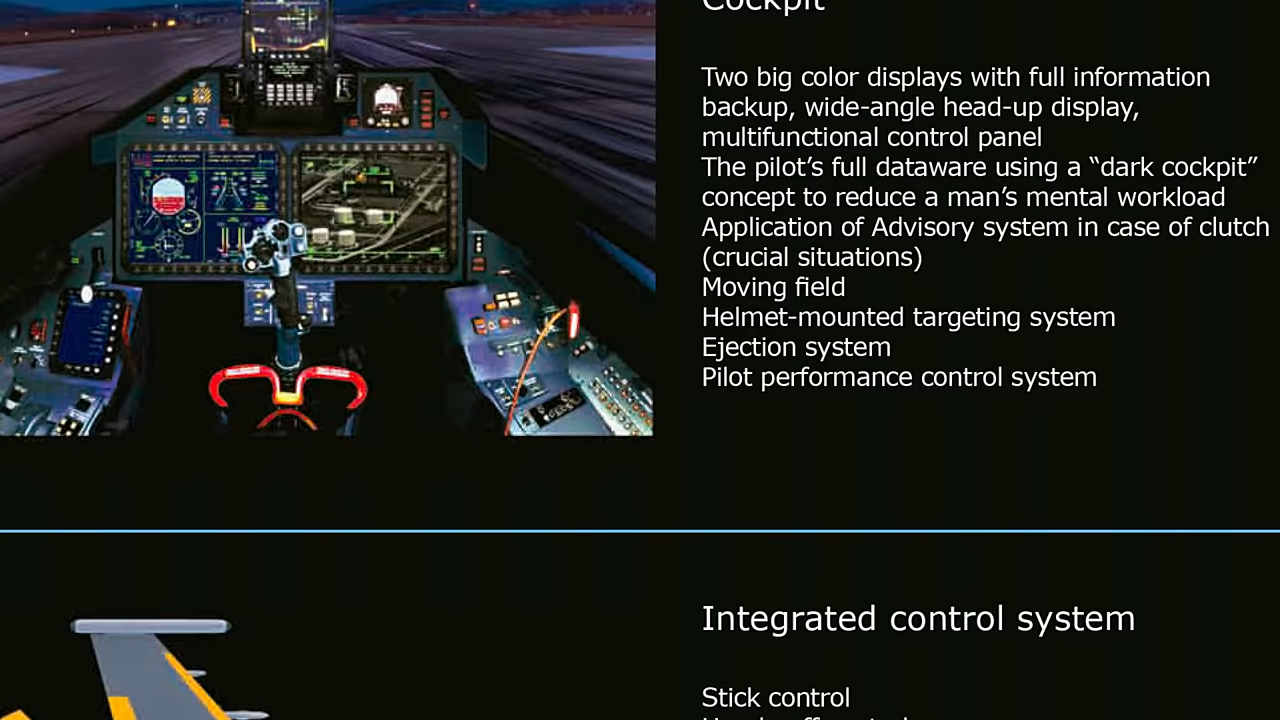 Cockpit
Two big color displays with full information
backup, wide-angle head-up display,
multifunctional control panel
The pilot’s full dataware using a “dark cockpit”
concept to reduce a man’s mental workload
Application of Advisory system in case of clutch
(crucial situations)
Moving field
Helmet-mounted targeting system
Ejection system
Pilot performance control system
Integrated control system
Stick control